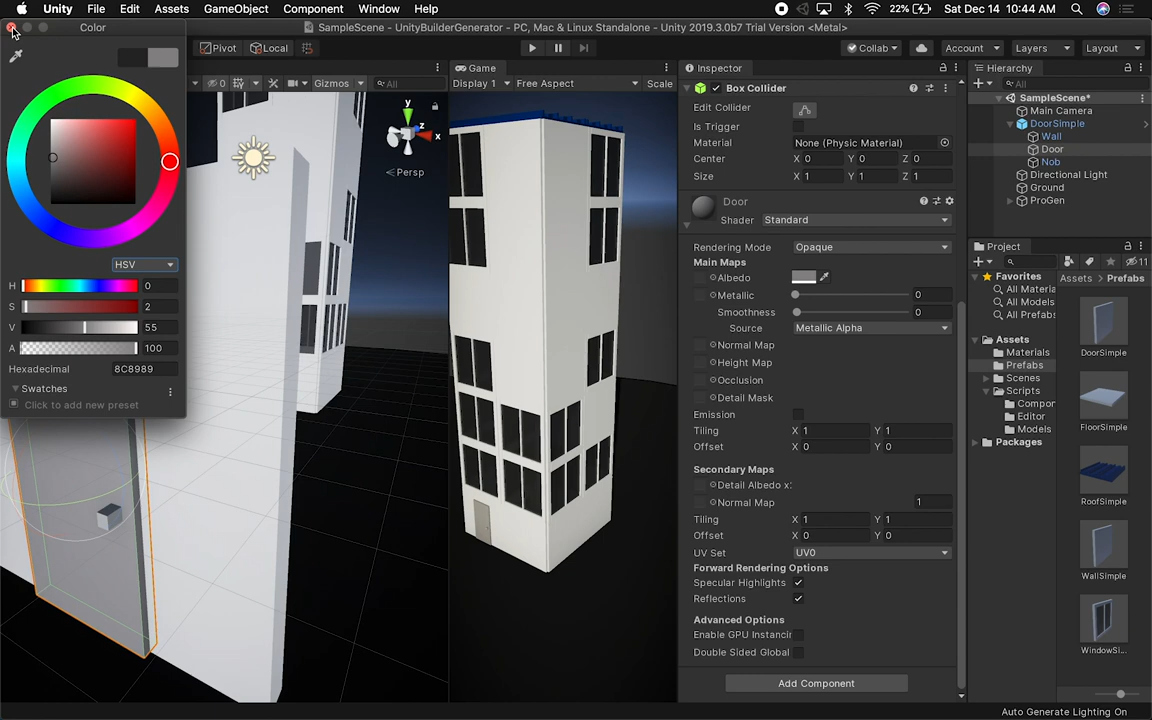 Unity File Edit Assets GameObject Component Window Help 22% Sat Dec 14 10:44 AM
Color
SampleScene - UnityBuilderGenerator - PC, Mac & Linux Standalone - Unity 2019.3.0b7 Trial Version <Metal>
Pivot Local Collab Account Layers Layout
0 Gizmos All
Game
Display 1 Free Aspect Scale
y
z
x
Persp
HSV
H 0
S 2
V 55
A 100
Hexadecimal 8C8989
Swatches
Click to add new preset
Inspector
Box Collider
Edit Collider
Is Trigger
Material None (Physic Material)
Center X 0 Y 0 Z 0
Size X 1 Y 1 Z 1
Door
Shader Standard
Rendering Mode Opaque
Main Maps
Albedo
Metallic 0
Smoothness 0
Source Metallic Alpha
Normal Map
Height Map
Occlusion
Detail Mask
Emission
Tiling X 1 Y 1
Offset X 0 Y 0
Secondary Maps
Detail Albedo x:
Normal Map 1
Tiling X 1 Y 1
Offset X 0 Y 0
UV Set UV0
Forward Rendering Options
Specular Highlights
Reflections
Advanced Options
Enable GPU Instancir
Double Sided Global
Add Component
Hierarchy
All
SampleScene*
Main Camera
DoorSimple
Wall
Door
Nob
Directional Light
Ground
ProGen
Project
11
Favorites
All Materia
All Models
All Prefabs
Assets
Materials
Prefabs
Scenes
Scripts
Compor
Editor
Models
Packages
Assets > Prefabs
DoorSimple
FloorSimple
RoofSimple
WallSimple
WindowSi...
Auto Generate Lighting On